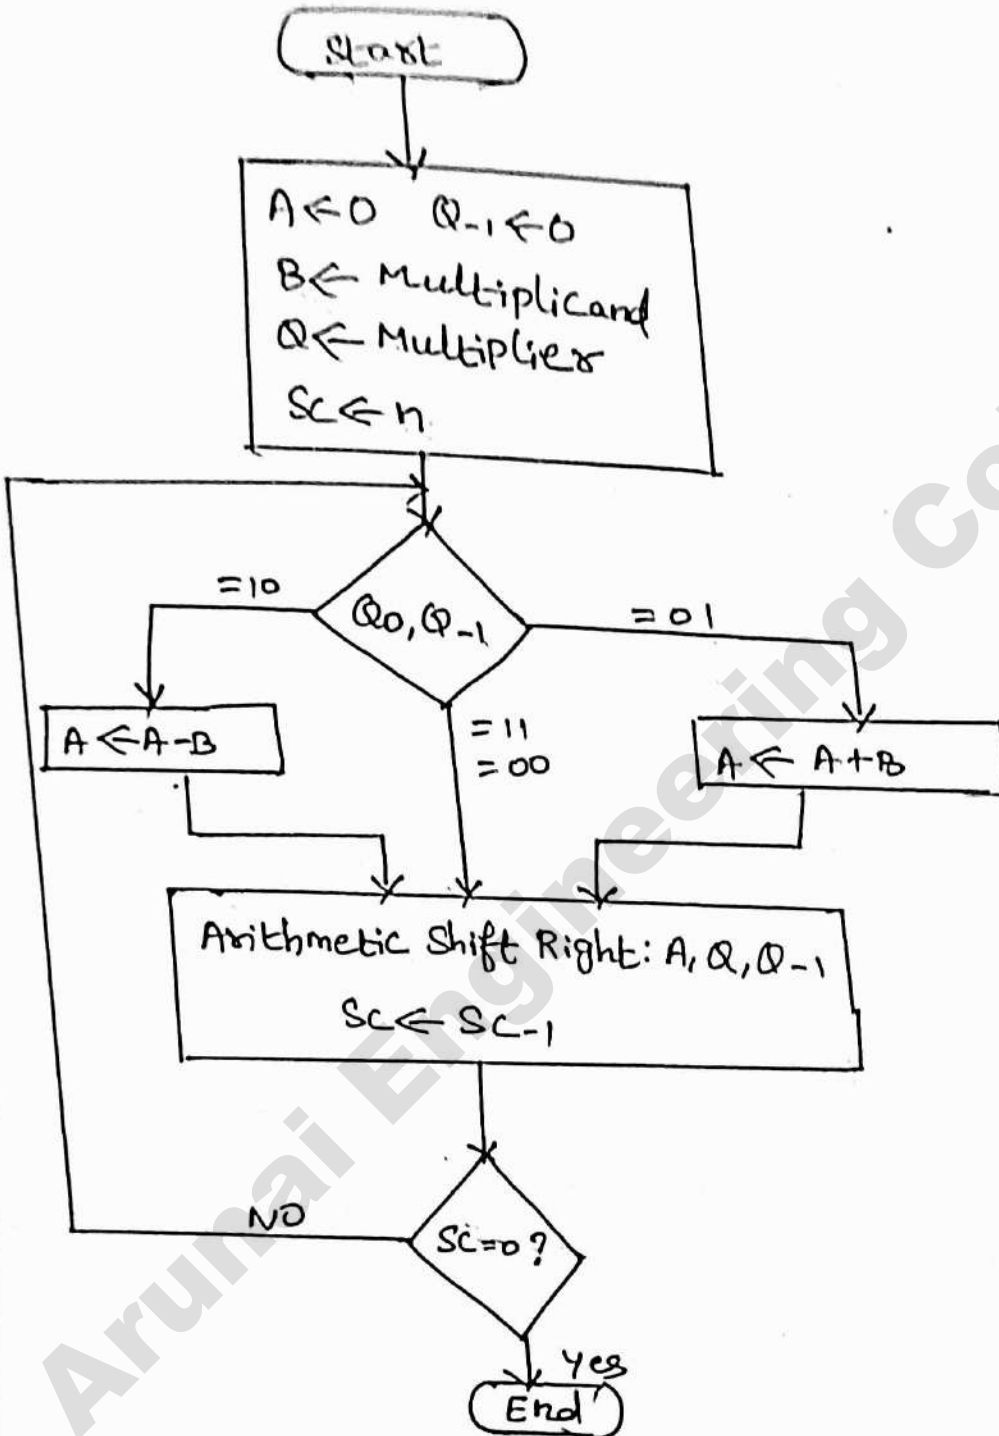 Start
A ← 0 Q-1 ← 0
B ← Multiplicand
Q ← Multiplier
SC ← n
Q0, Q-1
=10
=01
=11
=00
A ← A-B
A ← A+B
Arithmetic Shift Right: A, Q, Q-1
SC ← SC-1
SC=0?
NO
Yes
End
Arunai Engineering Co